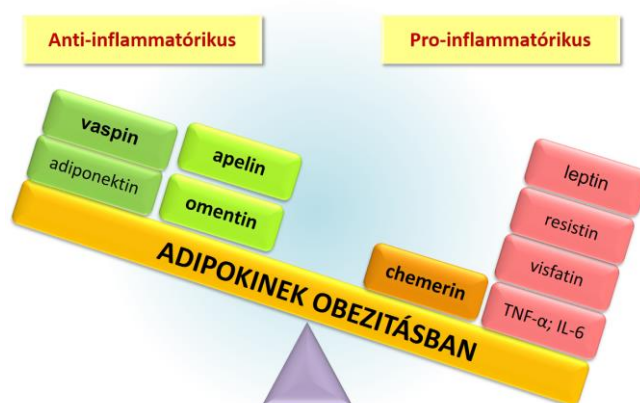 Anti-inflammatórikus
Pro-inflammatórikus
vaspin
adiponektin
apelin
omentin
leptin
resistin
visfatin
TNF-α; IL-6
chemerin
ADIPOKINEK OBEZITÁSBAN